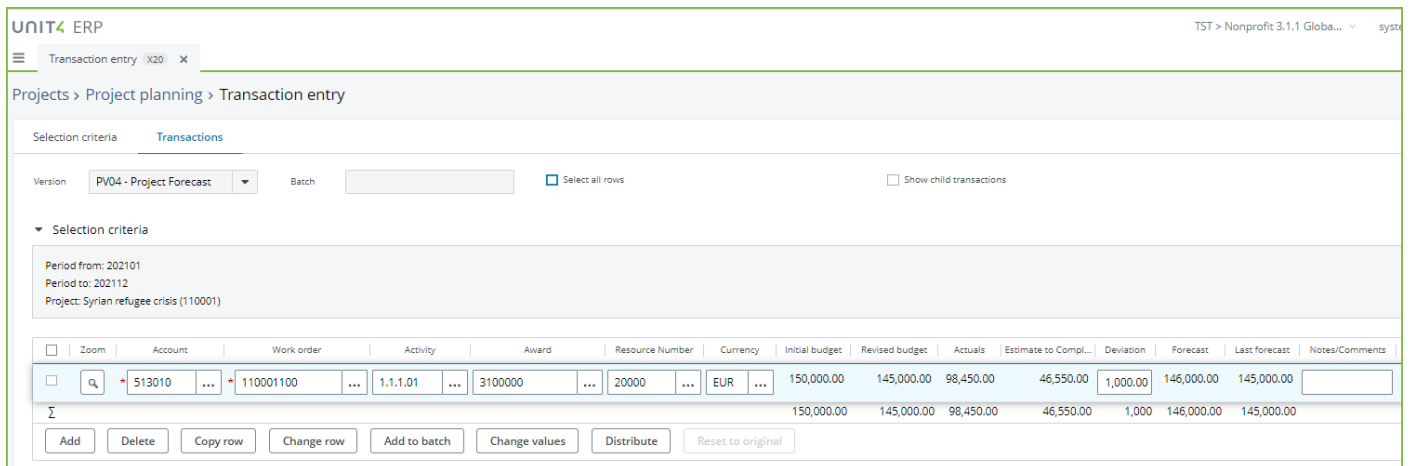 UNIT4 ERP
TST > Nonprofit 3.1.1 Globa... syste
Transaction entry X20 ×
Projects > Project planning > Transaction entry
Selection criteria Transactions
Version PV04 - Project Forecast Batch Select all rows Show child transactions
Selection criteria
Period from: 202101
Period to: 202112
Project: Syrian refugee crisis (110001)
Zoom Account Work order Activity Award Resource Number Currency Initial budget Revised budget Actuals Estimate to Compl... Deviation Forecast Last forecast Notes/Comments
* 513010 ... * 110001100 ... 1.1.1.01 ... 3100000 ... 20000 ... EUR ... 150,000.00 145,000.00 98,450.00 46,550.00 1,000.00 146,000.00 145,000.00
Σ 150,000.00 145,000.00 98,450.00 46,550.00 1,000 146,000.00 145,000.00
Add Delete Copy row Change row Add to batch Change values Distribute Reset to original